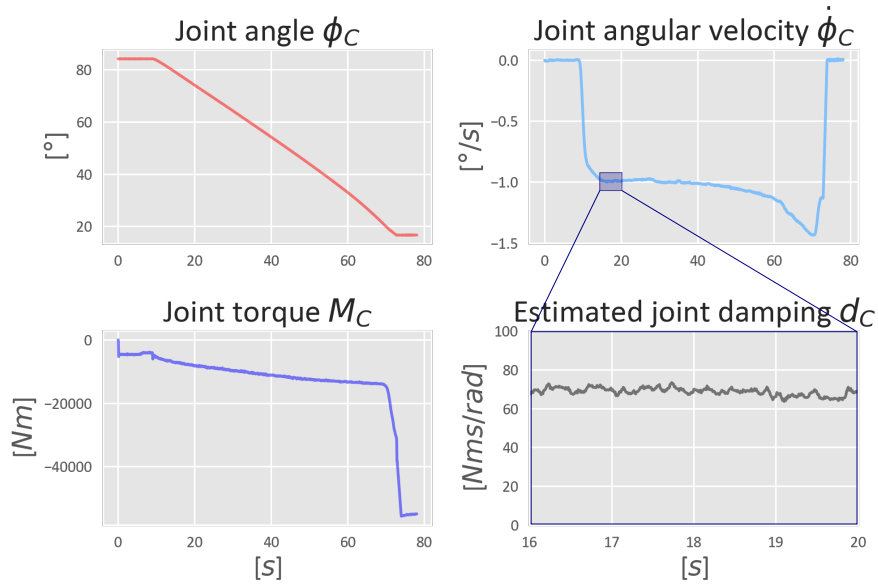 Joint angle ϕ_C
Joint angular velocity ϕ̇_C
80
60
40
20
[°]
0 20 40 60 80
0.0
−0.5
−1.0
−1.5
[°/s]
0 20 40 60 80
Joint torque M_C
Estimated joint damping d_C
0
−20000
−40000
[Nm]
0 20 40 60 80
[s]
100
80
60
40
20
0
[Nms/rad]
16 17 18 19 20
[s]